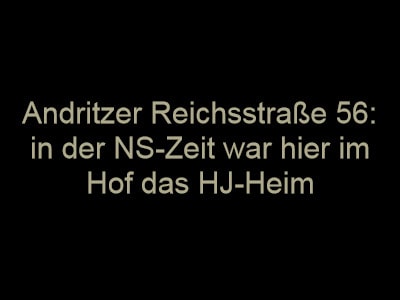 Andritzer Reichsstraße 56:
in der NS-Zeit war hier im
Hof das HJ-Heim